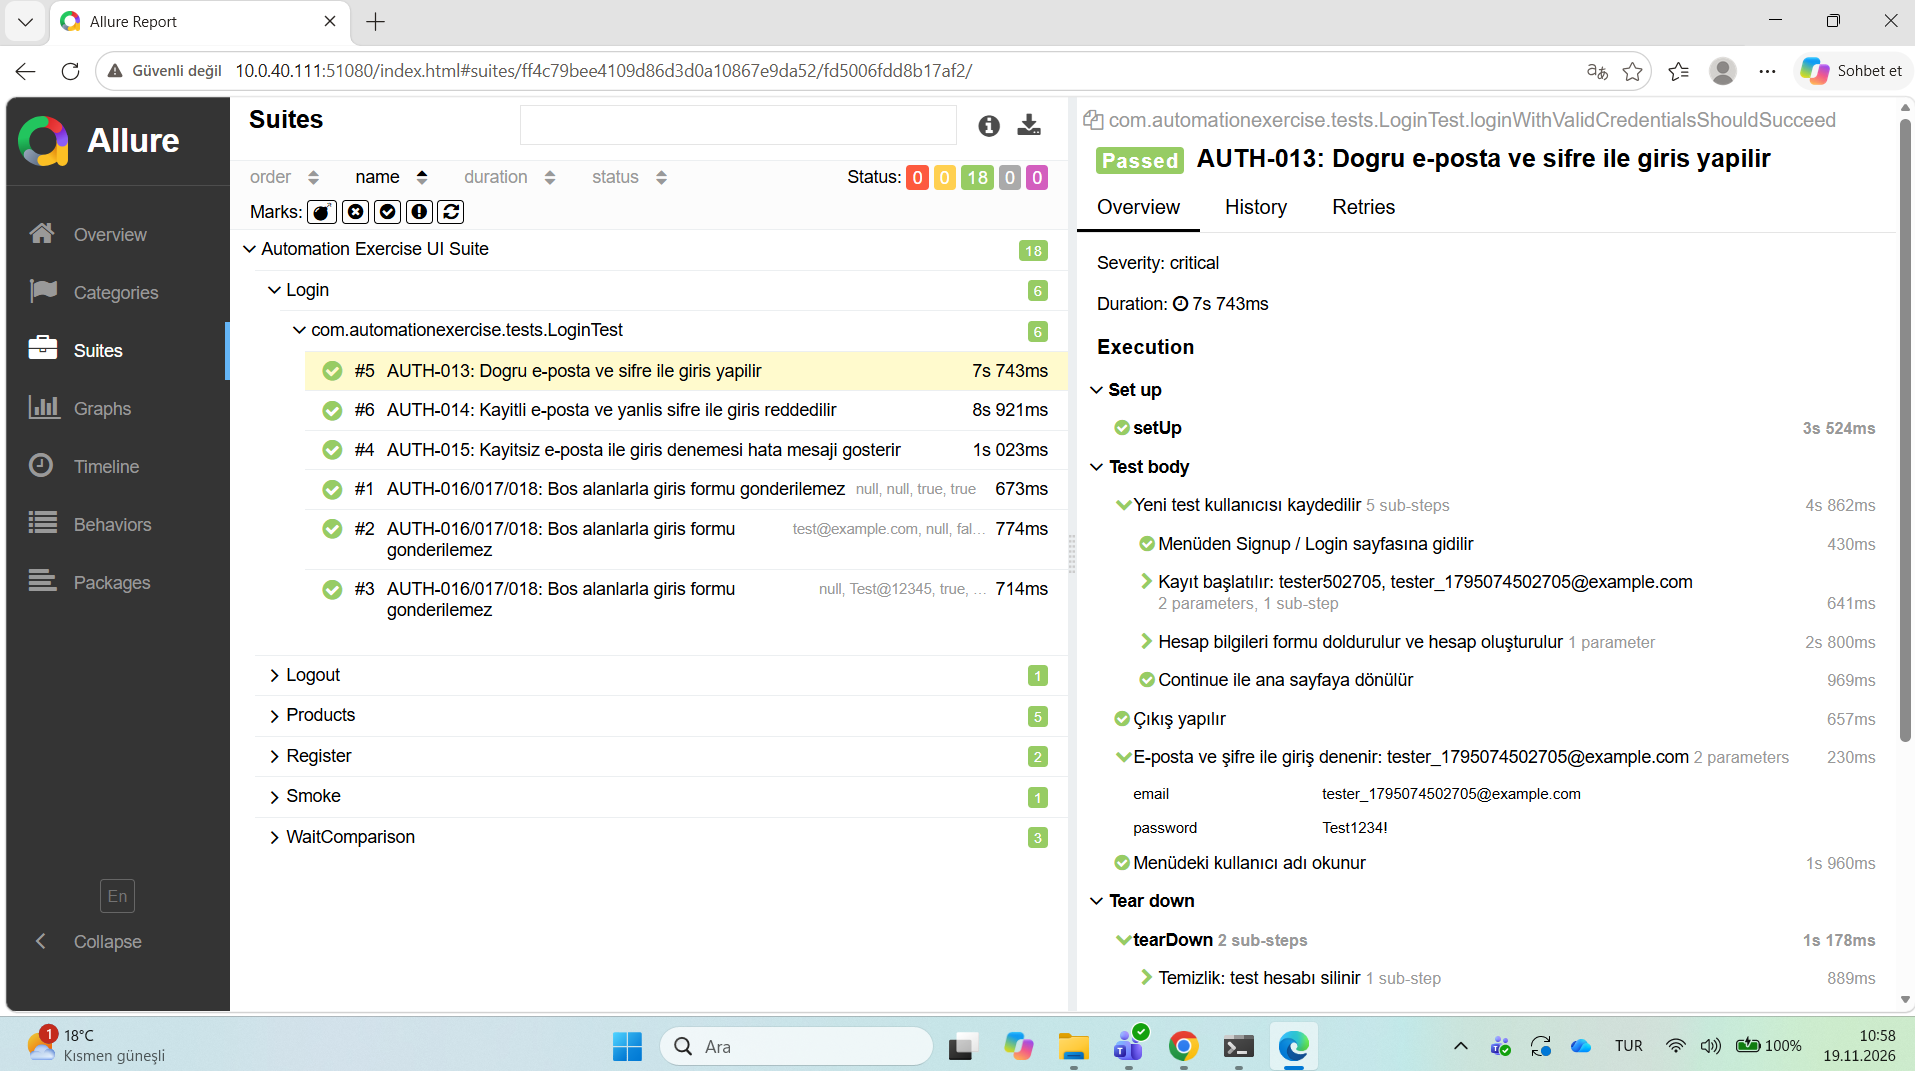 Allure Report
Güvenli değil 10.0.40.111:51080/index.html#suites/ff4c79bee4109d86d3d0a10867e9da52/fd5006fdd8b17af2/
Sohbet et
Allure
Overview
Categories
Suites
Graphs
Timeline
Behaviors
Packages
En
Collapse
Suites
order name duration status Status: 0 0 18 0 0
Marks:
Automation Exercise UI Suite 18
Login 6
com.automationexercise.tests.LoginTest 6
#5 AUTH-013: Dogru e-posta ve sifre ile giris yapilir 7s 743ms
#6 AUTH-014: Kayitli e-posta ve yanlis sifre ile giris reddedilir 8s 921ms
#4 AUTH-015: Kayitsiz e-posta ile giris denemesi hata mesaji gosterir 1s 023ms
#1 AUTH-016/017/018: Bos alanlarla giris formu gonderilemez null, null, true, true 673ms
#2 AUTH-016/017/018: Bos alanlarla giris formu test@example.com, null, fal... 774ms
gonderilemez
#3 AUTH-016/017/018: Bos alanlarla giris formu null, Test@12345, true, ... 714ms
gonderilemez
Logout 1
Products 5
Register 2
Smoke 1
WaitComparison 3
com.automationexercise.tests.LoginTest.loginWithValidCredentialsShouldSucceed
Passed AUTH-013: Dogru e-posta ve sifre ile giris yapilir
Overview History Retries
Severity: critical
Duration: 7s 743ms
Execution
Set up
setUp 3s 524ms
Test body
Yeni test kullanıcısı kaydedilir 5 sub-steps 4s 862ms
Menüden Signup / Login sayfasına gidilir 430ms
Kayıt başlatılır: tester502705, tester_1795074502705@example.com
2 parameters, 1 sub-step 641ms
Hesap bilgileri formu doldurulur ve hesap oluşturulur 1 parameter 2s 800ms
Continue ile ana sayfaya dönülür 969ms
Çıkış yapılır 657ms
E-posta ve şifre ile giriş denenir: tester_1795074502705@example.com 2 parameters 230ms
email tester_1795074502705@example.com
password Test1234!
Menüdeki kullanıcı adı okunur 1s 960ms
Tear down
tearDown 2 sub-steps 1s 178ms
Temizlik: test hesabı silinir 1 sub-step 889ms
1 18°C
Kısmen güneşli
Ara
TUR
100%
10:58
19.11.2026